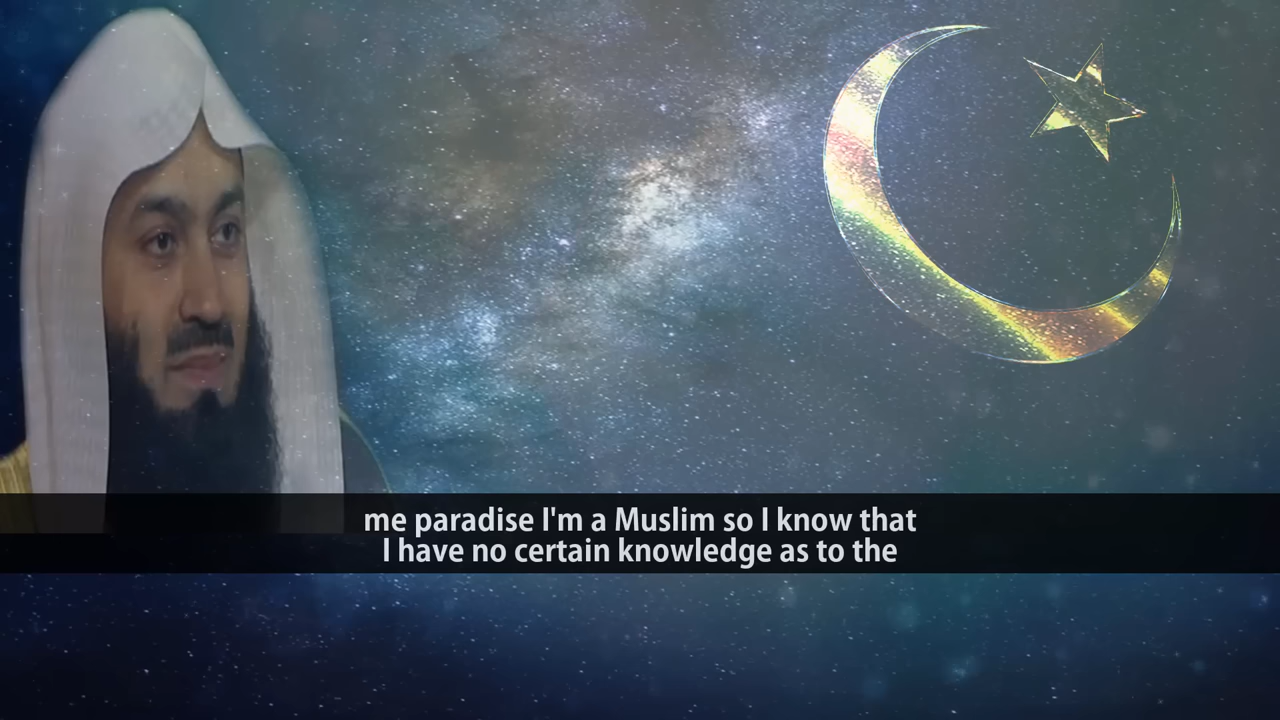 me paradise I'm a Muslim so I know that
I have no certain knowledge as to the